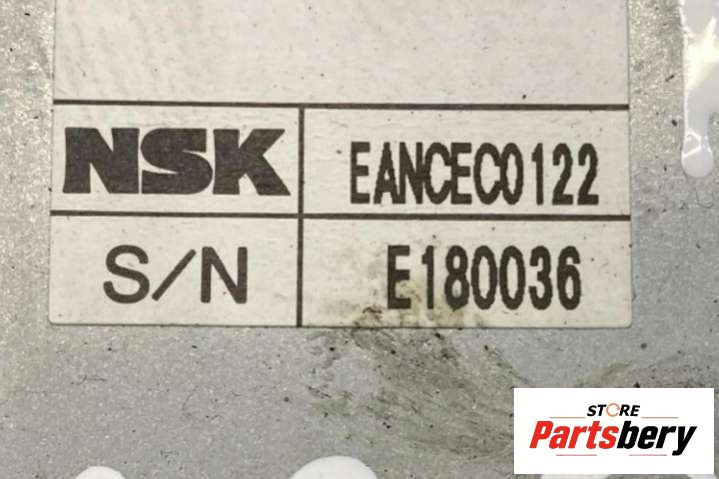 NSK EANCEC0122
S/N E180036
STORE
Partsbery